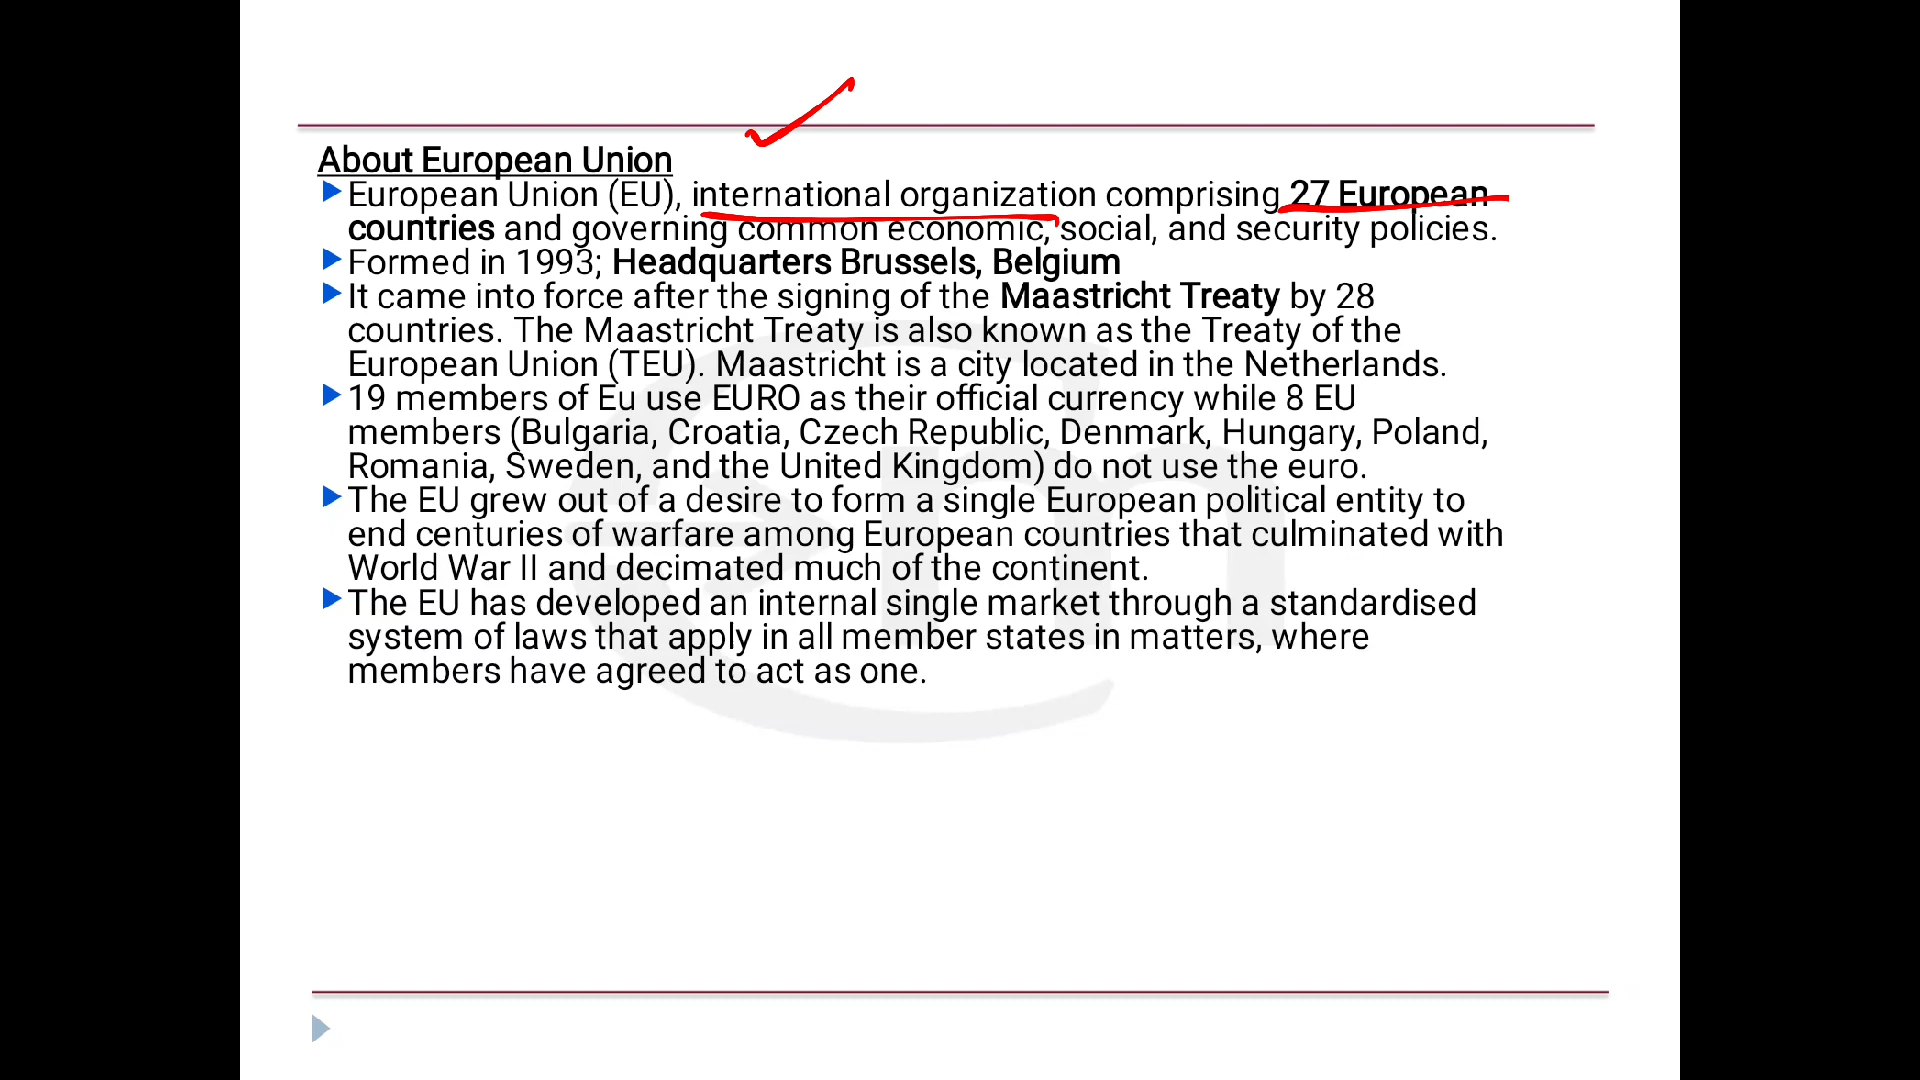 About European Union
European Union (EU), international organization comprising 27 European
countries and governing common economic, social, and security policies.
Formed in 1993; Headquarters Brussels, Belgium
It came into force after the signing of the Maastricht Treaty by 28
countries. The Maastricht Treaty is also known as the Treaty of the
European Union (TEU). Maastricht is a city located in the Netherlands.
19 members of Eu use EURO as their official currency while 8 EU
members (Bulgaria, Croatia, Czech Republic, Denmark, Hungary, Poland,
Romania, Sweden, and the United Kingdom) do not use the euro.
The EU grew out of a desire to form a single European political entity to
end centuries of warfare among European countries that culminated with
World War II and decimated much of the continent.
The EU has developed an internal single market through a standardised
system of laws that apply in all member states in matters, where
members have agreed to act as one.